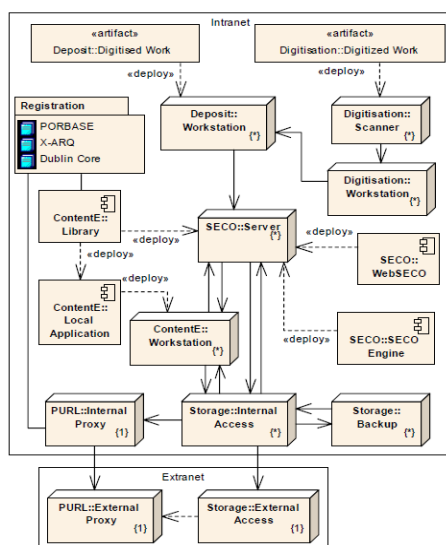 Intranet
«artifact»
Deposit::Digitised Work
«artifact»
Digitisation::Digitized Work
«deploy»
«deploy»
Registration
PORBASE
X-ARQ
Dublin Core
Deposit::
Workstation
{*}
Digitisation::
Scanner
{*}
Digitisation::
Workstation
{*}
ContentE::
Library
«deploy»
SECO::Server
{*}
«deploy»
SECO::
WebSECO
«deploy»
«deploy»
ContentE::
Local
Application
ContentE::
Workstation
{*}
«deploy»
SECO::SECO
Engine
PURL::Internal
Proxy
{1}
Storage::Internal
Access
{*}
Storage::
Backup
{*}
Extranet
PURL::External
Proxy
{1}
Storage::External
Access
{1}